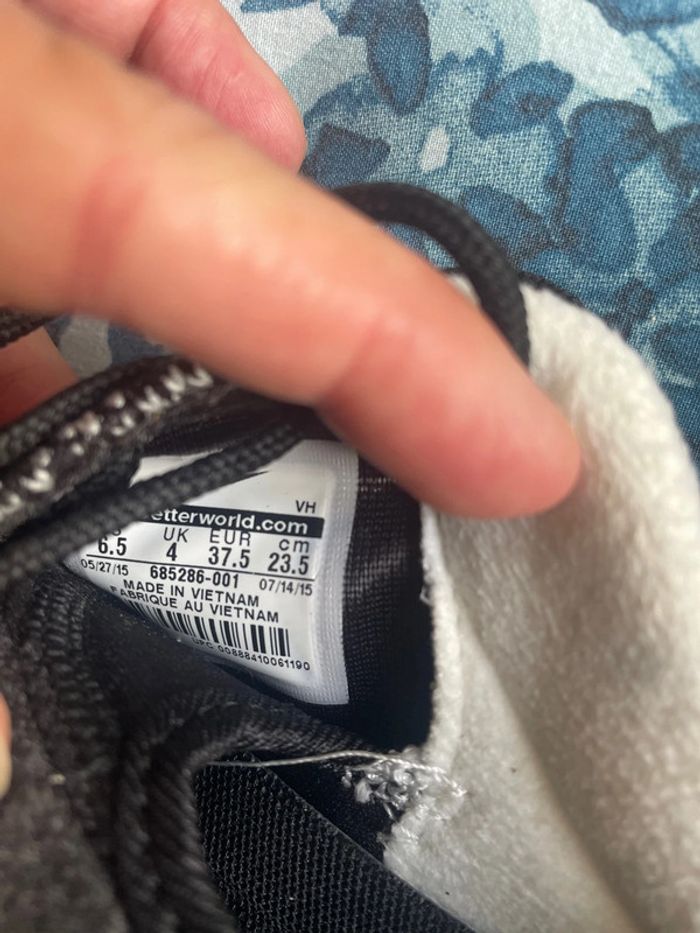 VH
etterworld.com
UK EUR cm
6.5 4 37.5 23.5
05/27/15 685286-001 07/14/15
MADE IN VIETNAM
FABRIQUE AU VIETNAM
UPC 00888410061190